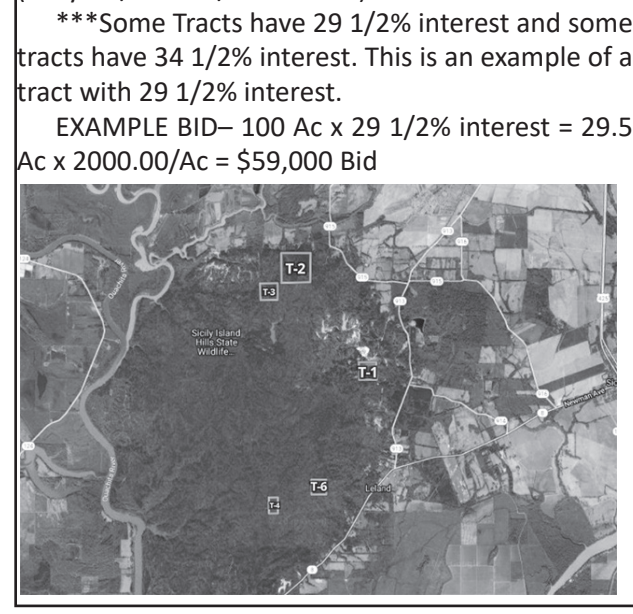 ***Some Tracts have 29 1/2% interest and some
tracts have 34 1/2% interest. This is an example of a
tract with 29 1/2% interest.
EXAMPLE BID– 100 Ac x 29 1/2% interest = 29.5
Ac x 2000.00/Ac = $59,000 Bid
T-2
T-3
Sicily Island
Hills State
Wildlife...
T-1
Newman Ave
T-6
T-4
Leland